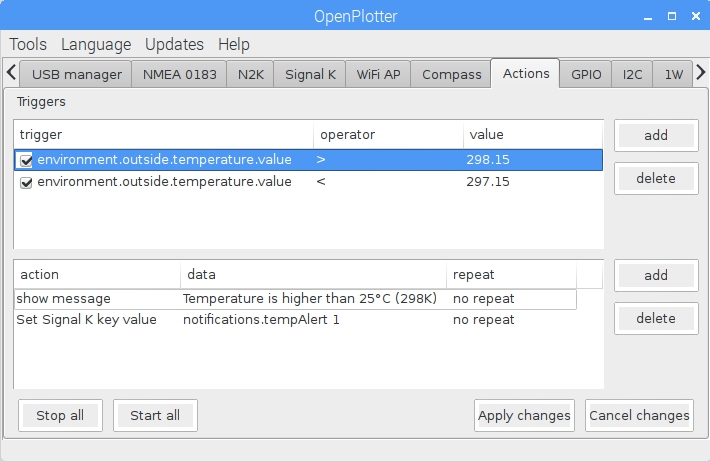 OpenPlotter
Tools Language Updates Help
USB manager NMEA 0183 N2K Signal K WiFi AP Compass Actions GPIO I2C 1W
Triggers
trigger operator value
environment.outside.temperature.value > 298.15
environment.outside.temperature.value < 297.15
add
delete
action data repeat
show message Temperature is higher than 25°C (298K) no repeat
Set Signal K key value notifications.tempAlert 1 no repeat
add
delete
Stop all Start all Apply changes Cancel changes